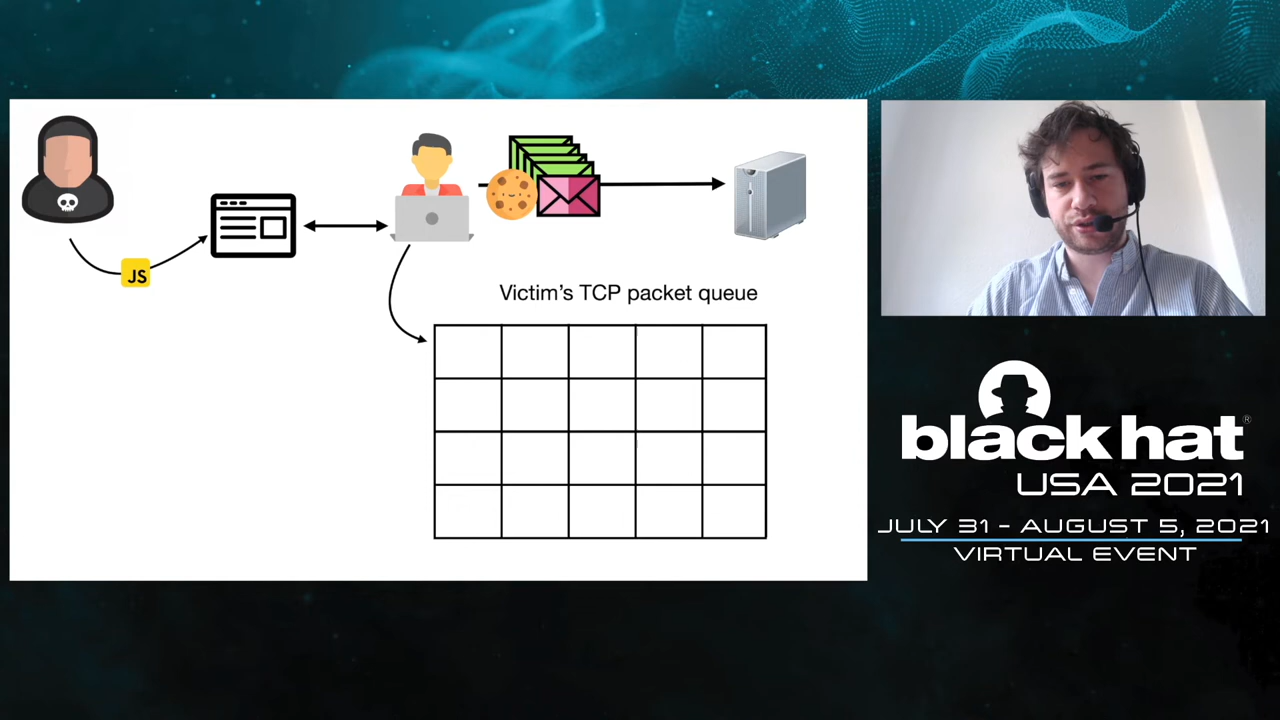 JS
Victim's TCP packet queue
black hat®
USA 2021
JULY 31 - AUGUST 5, 2021
VIRTUAL EVENT